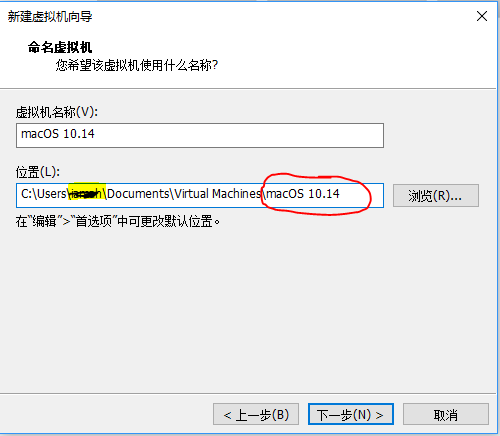 新建虚拟机向导
命名虚拟机
您希望该虚拟机使用什么名称?
虚拟机名称(V):
macOS 10.14
位置(L):
C:\Users\ \Documents\Virtual Machines\macOS 10.14
浏览(R)...
在“编辑”>“首选项”中可更改默认位置。
< 上一步(B)
下一步(N) >
取消